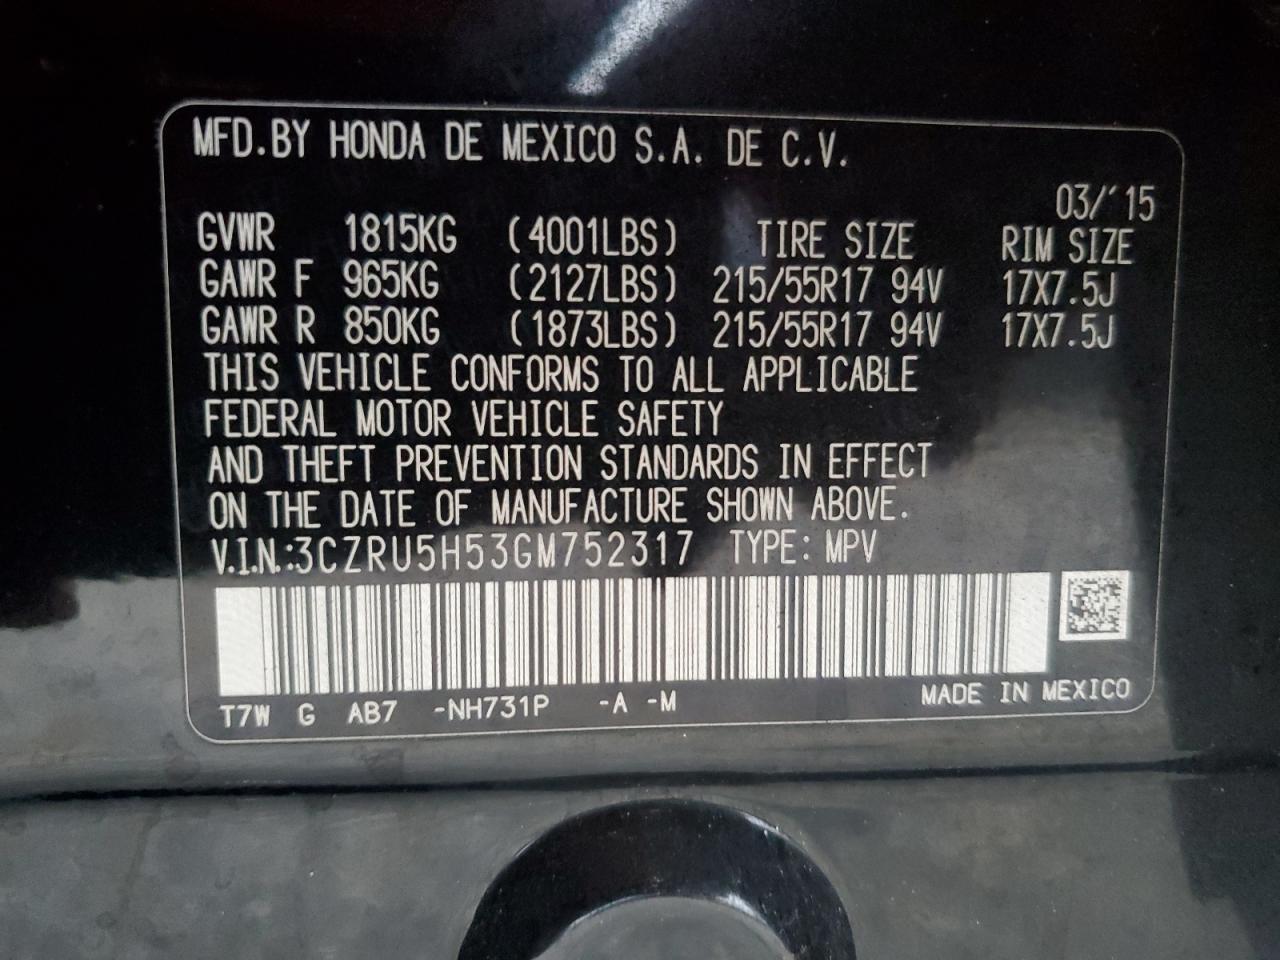 MFD.BY HONDA DE MEXICO S.A. DE C.V.
03/'15
GVWR 1815KG (4001LBS) TIRE SIZE RIM SIZE
GAWR F 965KG (2127LBS) 215/55R17 94V 17X7.5J
GAWR R 850KG (1873LBS) 215/55R17 94V 17X7.5J
THIS VEHICLE CONFORMS TO ALL APPLICABLE
FEDERAL MOTOR VEHICLE SAFETY
AND THEFT PREVENTION STANDARDS IN EFFECT
ON THE DATE OF MANUFACTURE SHOWN ABOVE.
V.I.N.:3CZRU5H53GM752317 TYPE: MPV
T7W G AB7 -NH731P -A -M MADE IN MEXICO